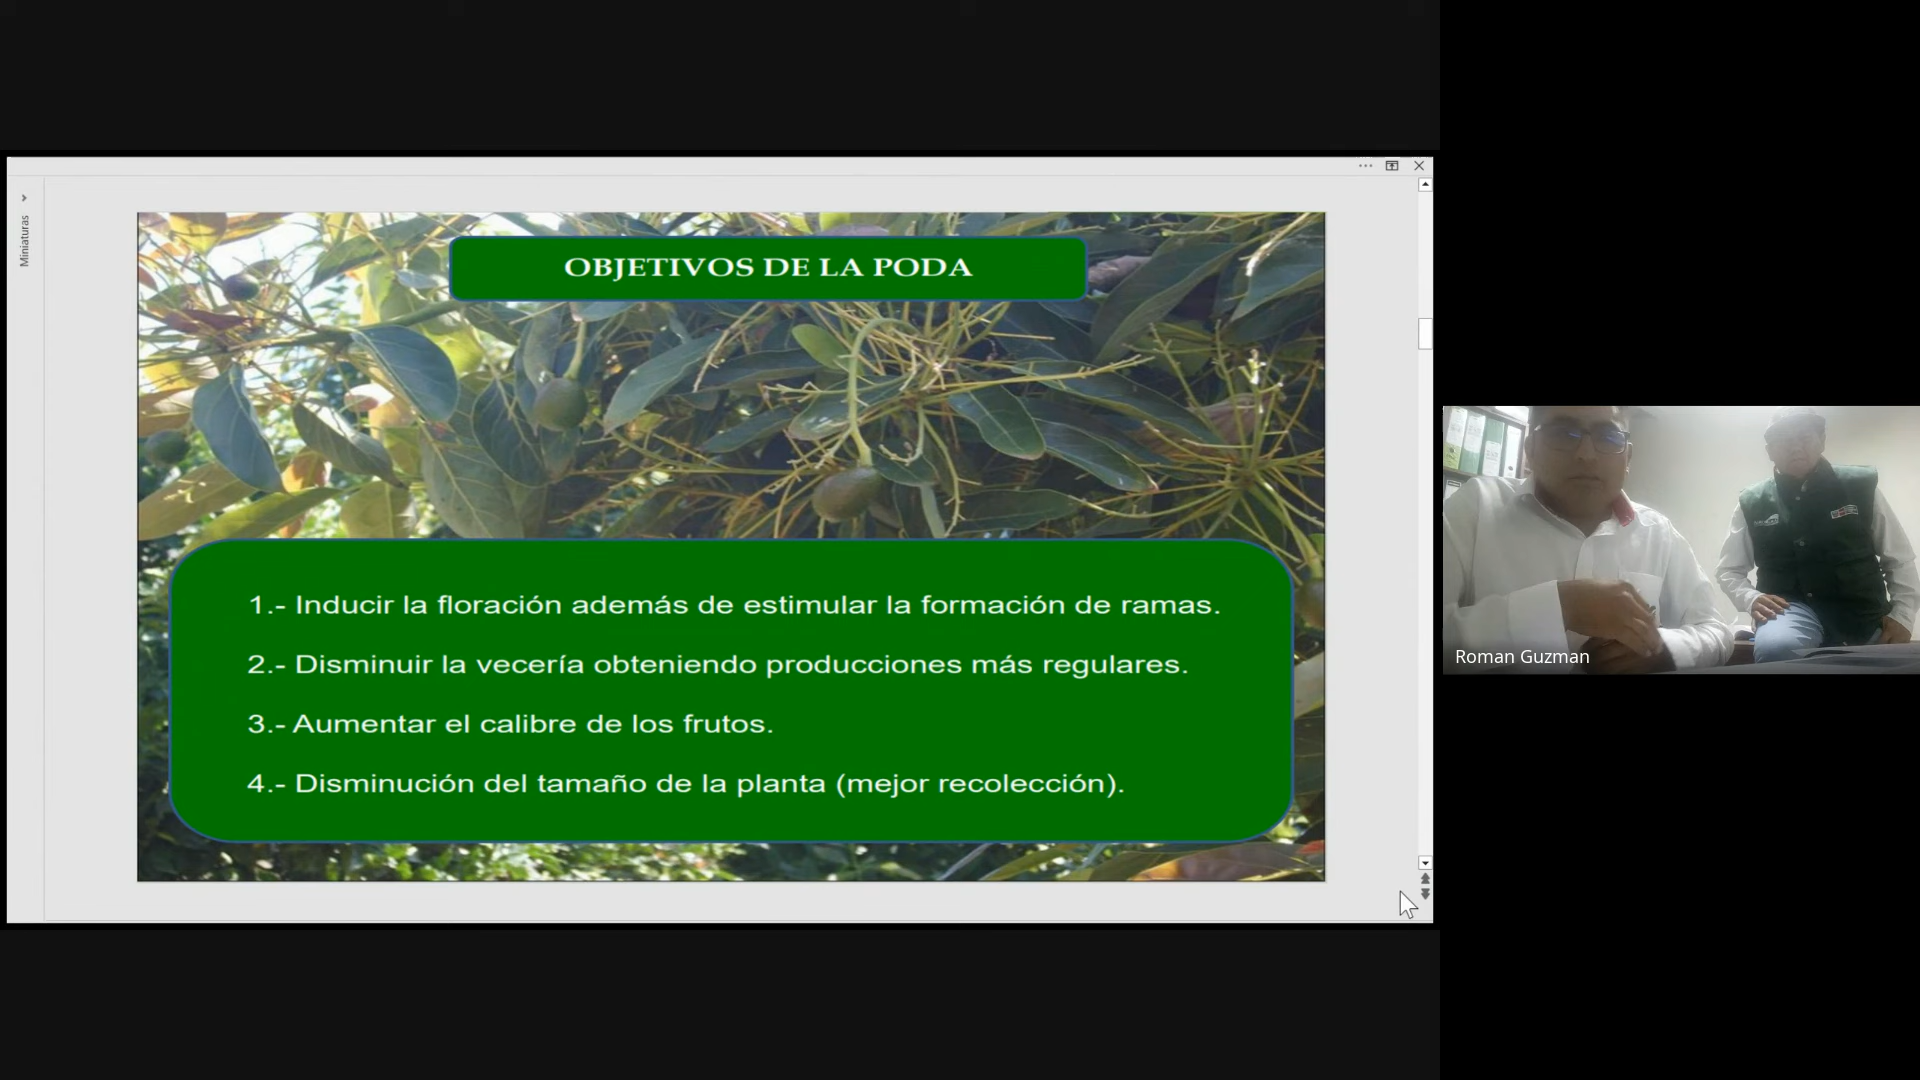 Miniaturas
OBJETIVOS DE LA PODA
1.- Inducir la floración además de estimular la formación de ramas.
2.- Disminuir la vecería obteniendo producciones más regulares.
3.- Aumentar el calibre de los frutos.
4.- Disminución del tamaño de la planta (mejor recolección).
Roman Guzman